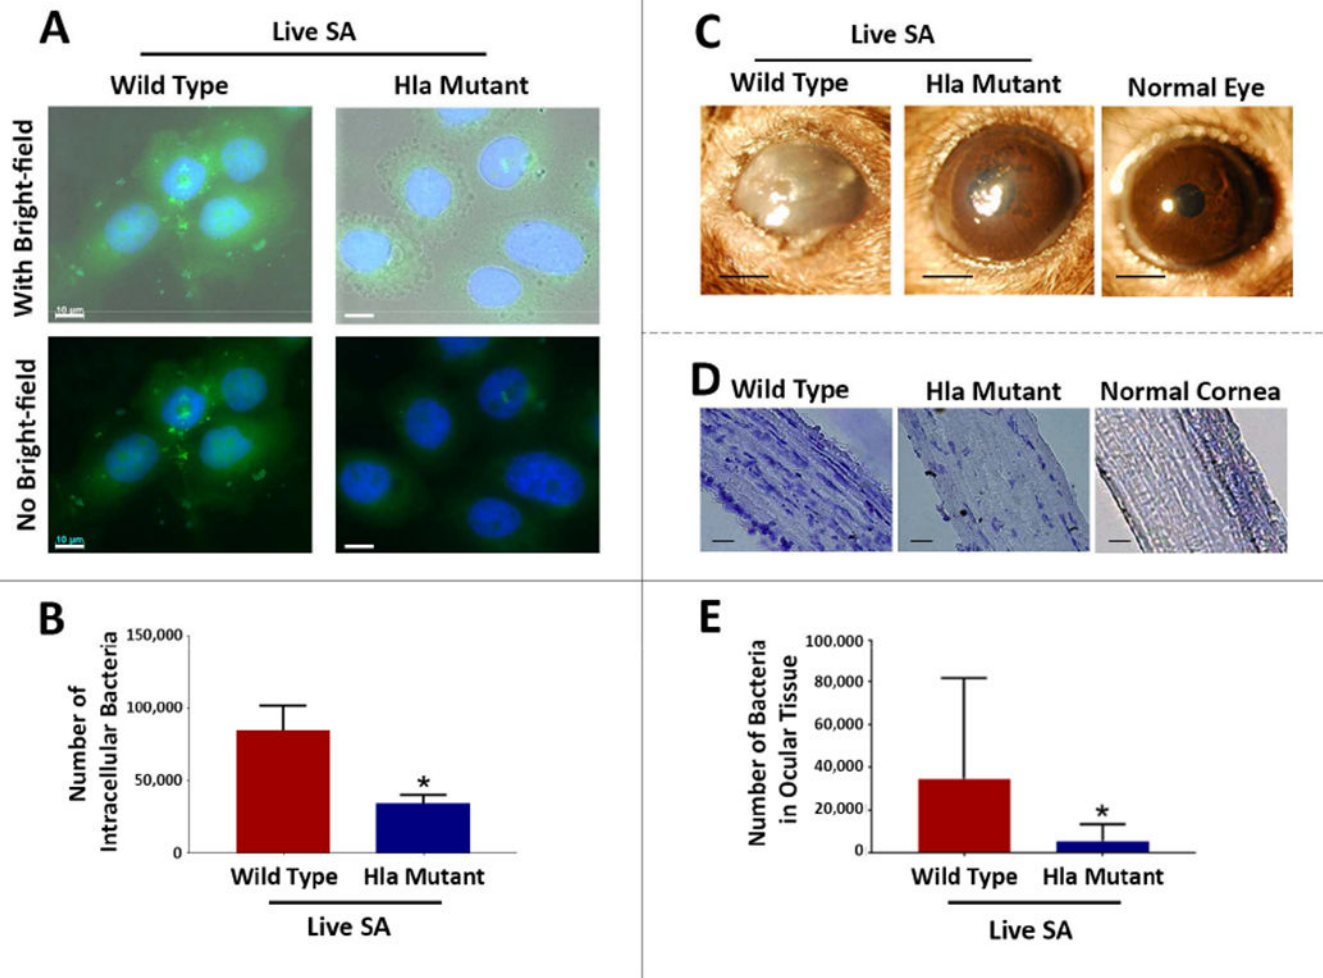 A
Live SA
Wild Type
Hla Mutant
With Bright-field
10 µm
No Bright-field
10 µm
B
Number of
Intracellular Bacteria
150,000
100,000
50,000
0
*
Wild Type
Hla Mutant
Live SA
C
Live SA
Wild Type
Hla Mutant
Normal Eye
D
Wild Type
Hla Mutant
Normal Cornea
E
Number of Bacteria
in Ocular Tissue
100.000
80,000
60,000
40,000
20,000
0
*
Wild Type
Hla Mutant
Live SA